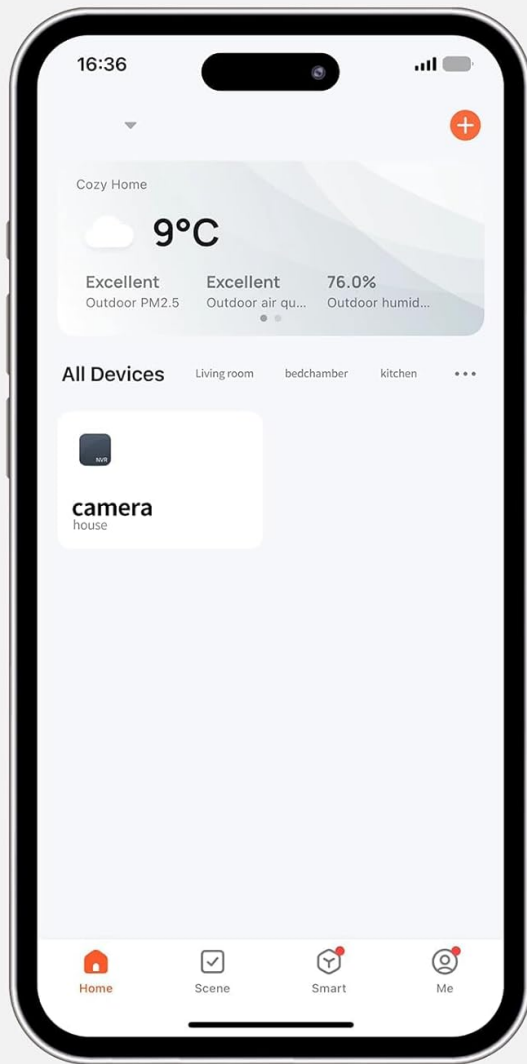 16:36
Cozy Home
9°C
Excellent Excellent 76.0%
Outdoor PM2.5 Outdoor air qu... Outdoor humid...
All Devices Living room bedchamber kitchen
NVR
camera
house
Home Scene Smart Me